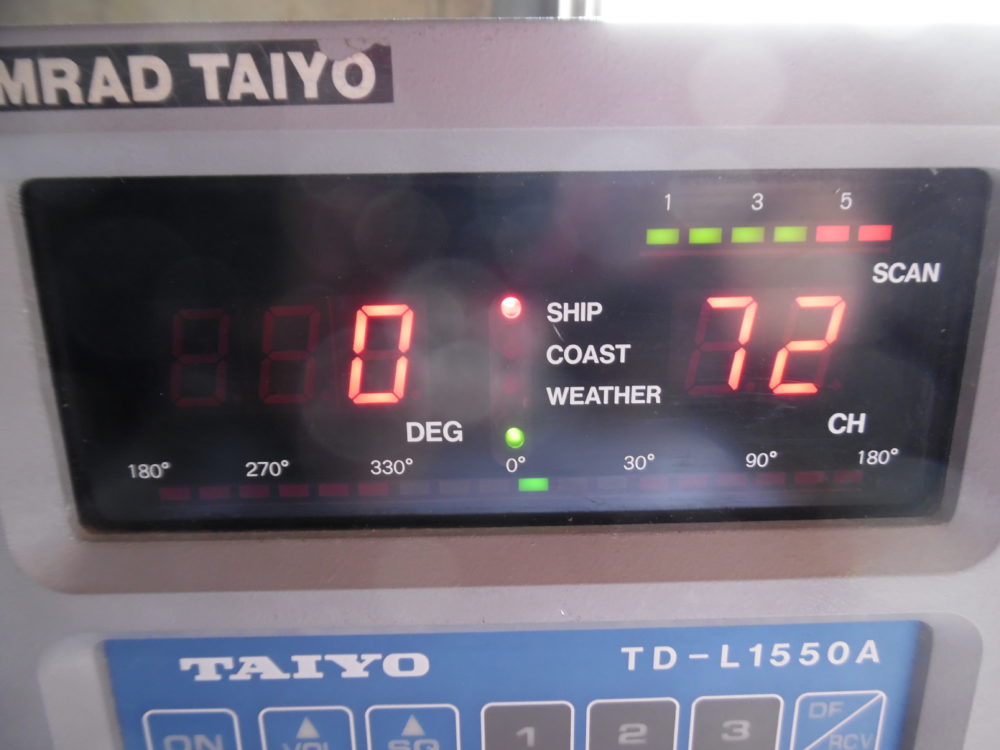 MRAD TAIYO
1 3 5
SCAN
0 SHIP 72
COAST
WEATHER
DEG CH
180° 270° 330° 0° 30° 90° 180°
TAIYO TD-L1550A
ON VOL SQ 1 2 3 DF RCV